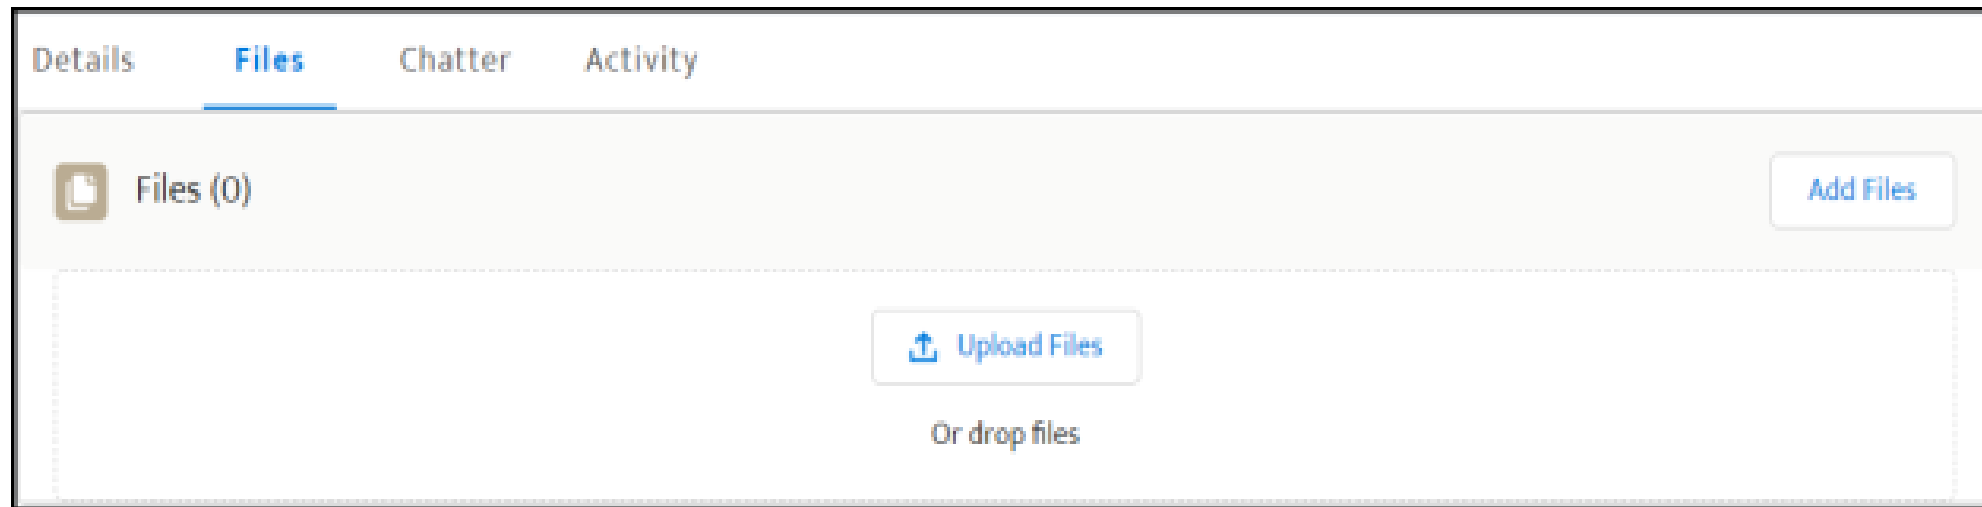 Details Files Chatter Activity
Files (0) Add Files
Upload Files
Or drop files